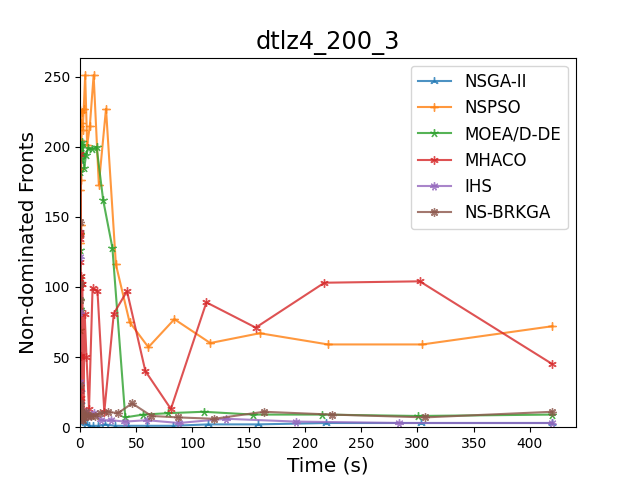 dtlz4_200_3
Non-dominated Fronts
250
200
150
100
50
0
0 50 100 150 200 250 300 350 400
Time (s)
NSGA-II
NSPSO
MOEA/D-DE
MHACO
IHS
NS-BRKGA